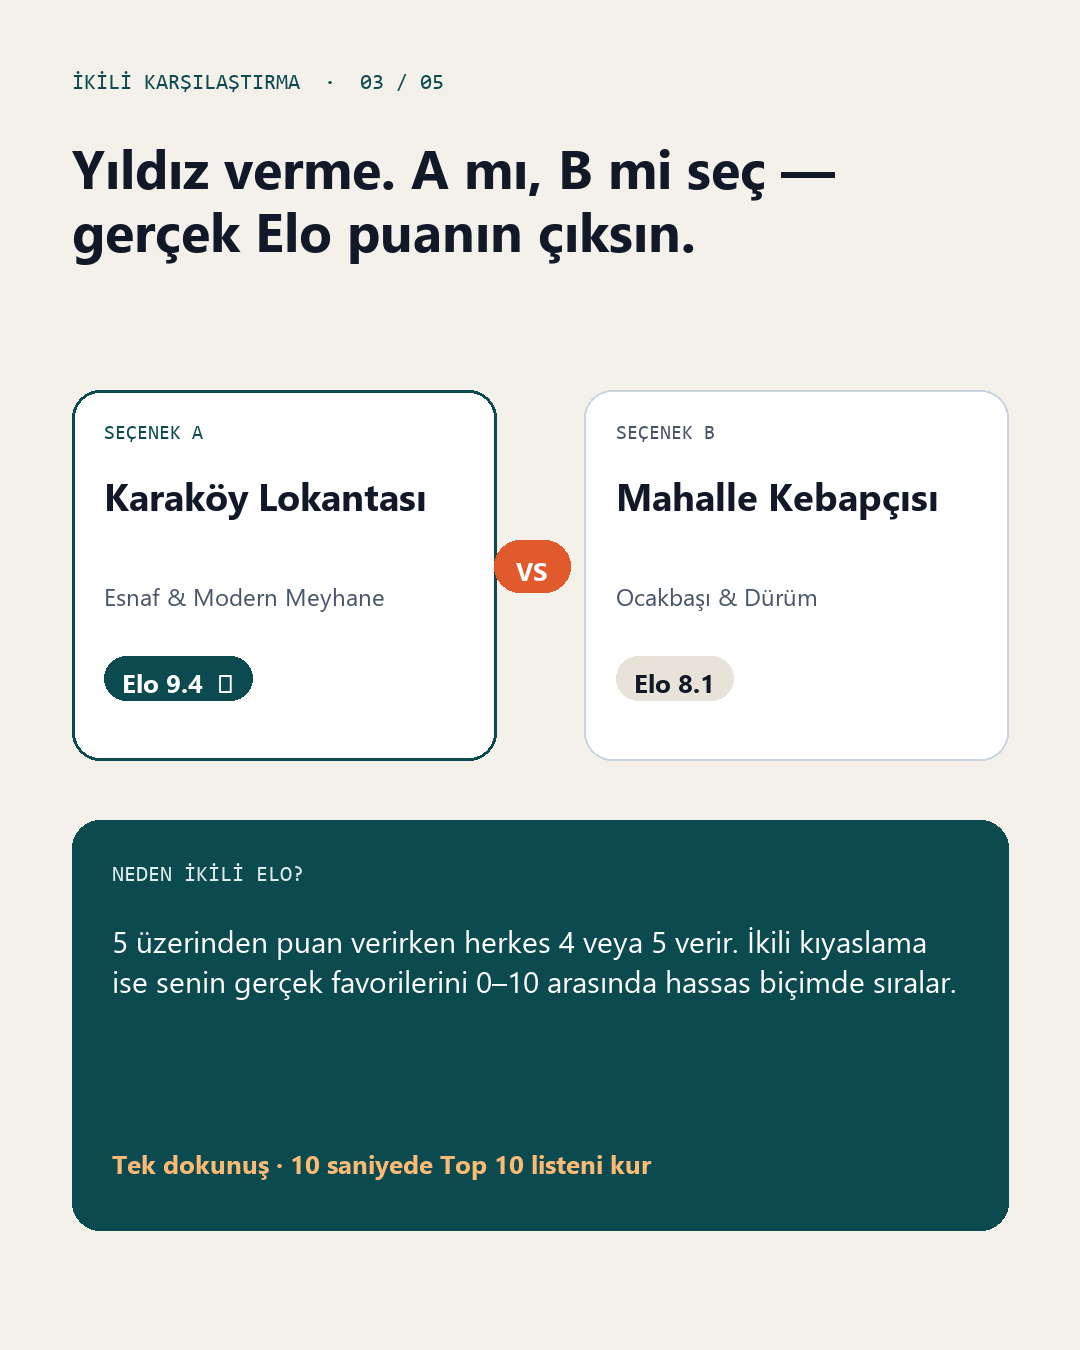 İKİLİ KARŞILAŞTIRMA · 03 / 05
Yıldız verme. A mı, B mi seç —
gerçek Elo puanın çıksın.
SEÇENEK A
Karaköy Lokantası
Esnaf & Modern Meyhane
Elo 9.4
VS
SEÇENEK B
Mahalle Kebapçısı
Ocakbaşı & Dürüm
Elo 8.1
NEDEN İKİLİ ELO?
5 üzerinden puan verirken herkes 4 veya 5 verir. İkili kıyaslama
ise senin gerçek favorilerini 0–10 arasında hassas biçimde sıralar.
Tek dokunuş · 10 saniyede Top 10 listeni kur